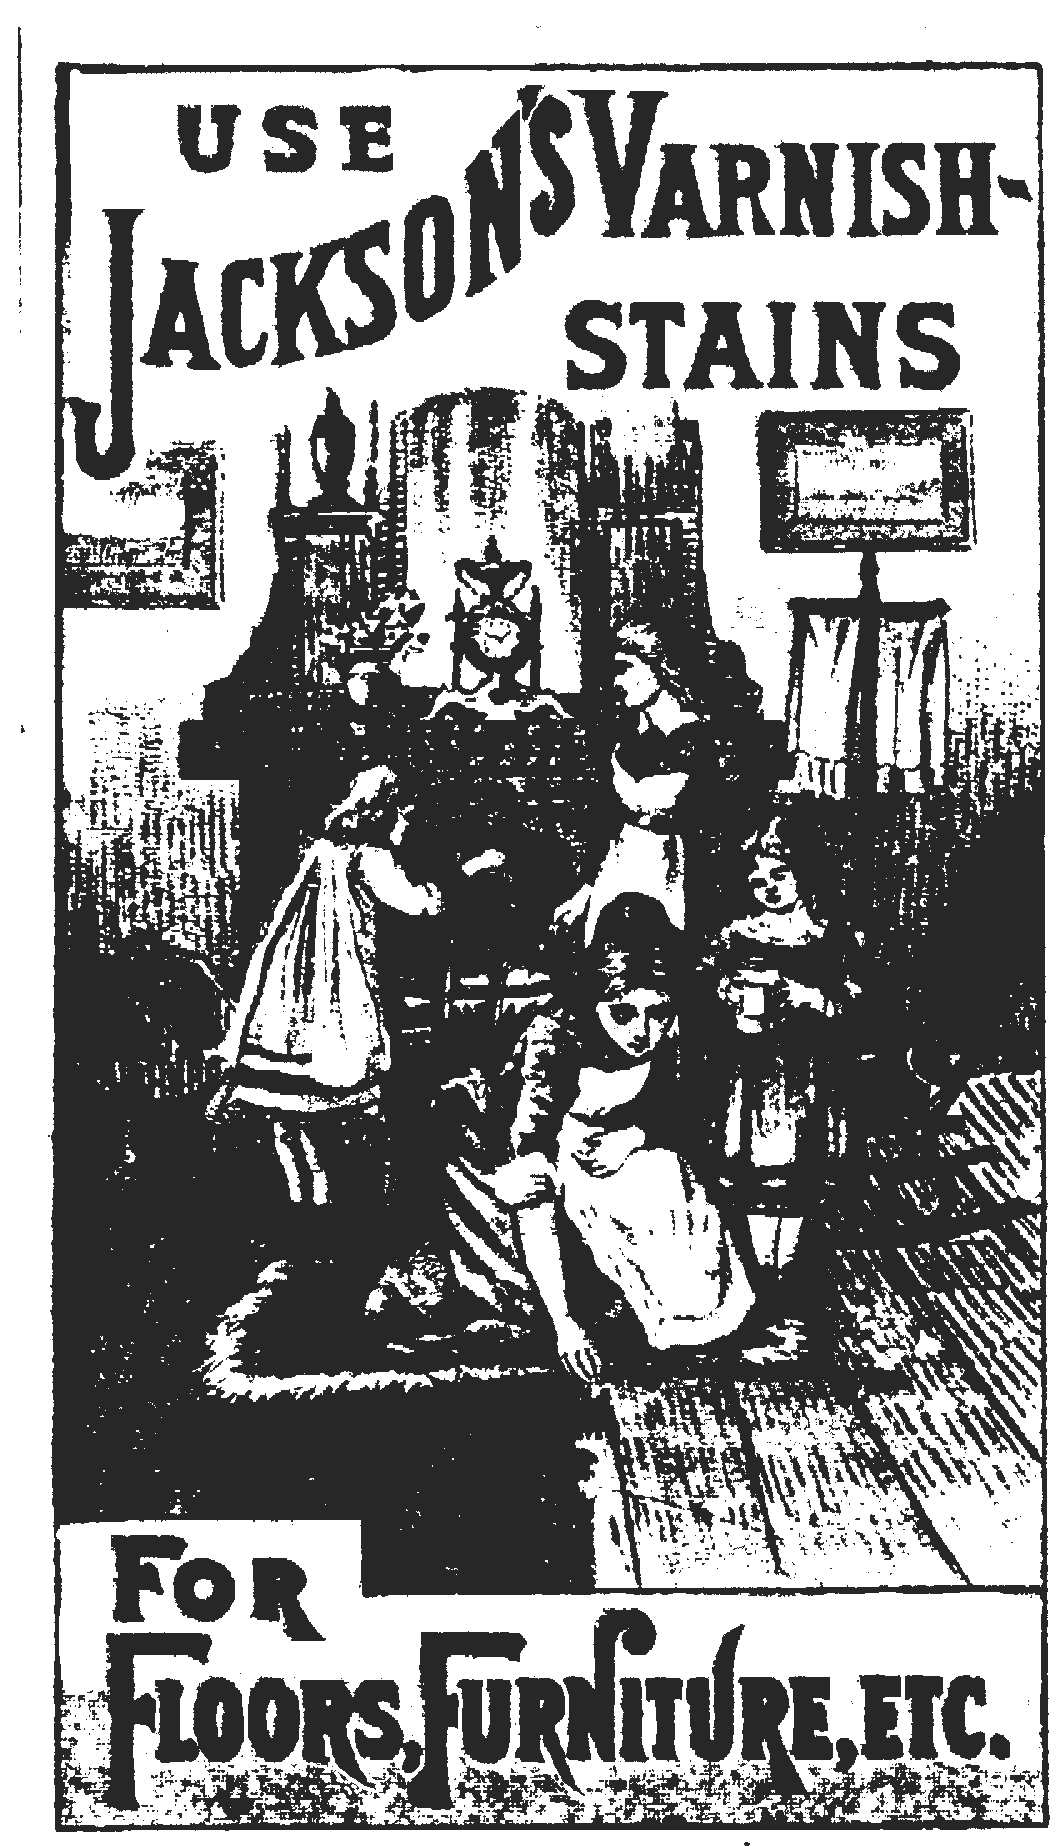 USE
JACKSON'S VARNISH-
STAINS
FOR
FLOORS, FURNITURE, ETC.